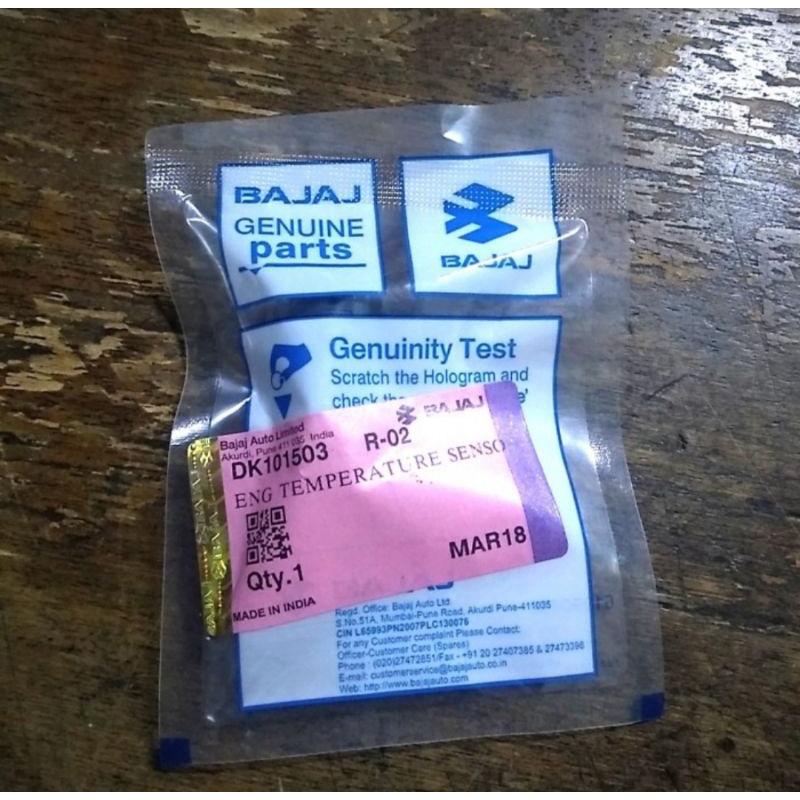 BAJAJ
GENUINE
parts
BAJAJ
Genuinity Test
Scratch the Hologram and
check
BAJAJ
Bajaj Auto Limited
Akurdi, Pune 411 035 India
DK101503 R-02
ENG TEMPERATURE SENSO
MAR18
Qty.1
MADE IN INDIA
Regd. Office: Bajaj Auto Ltd.
S.No.51A, Mumbai-Pune Road, Akurdi Pune-411035
CIN L65993PN2007PLC130076
For any Customer complaint Please Contact:
Officer-Customer Care (Spares)
Phone : (020)27472851/Fax - +91 20 27407385 & 27473398
E-mail: customerservice@bajajauto.co.in
Web: http://www.bajajauto.com